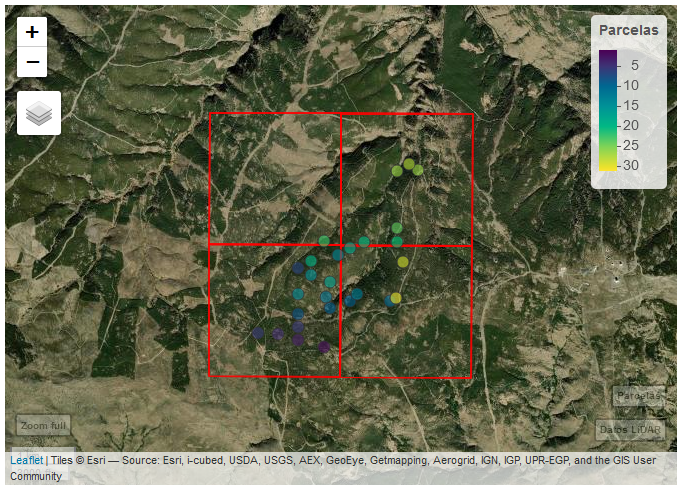 +
−
Parcelas
5
10
15
20
25
30
Zoom full
Parcelas
Datos LiDAR
Leaflet | Tiles © Esri — Source: Esri, i-cubed, USDA, USGS, AEX, GeoEye, Getmapping, Aerogrid, IGN, IGP, UPR-EGP, and the GIS User
Community